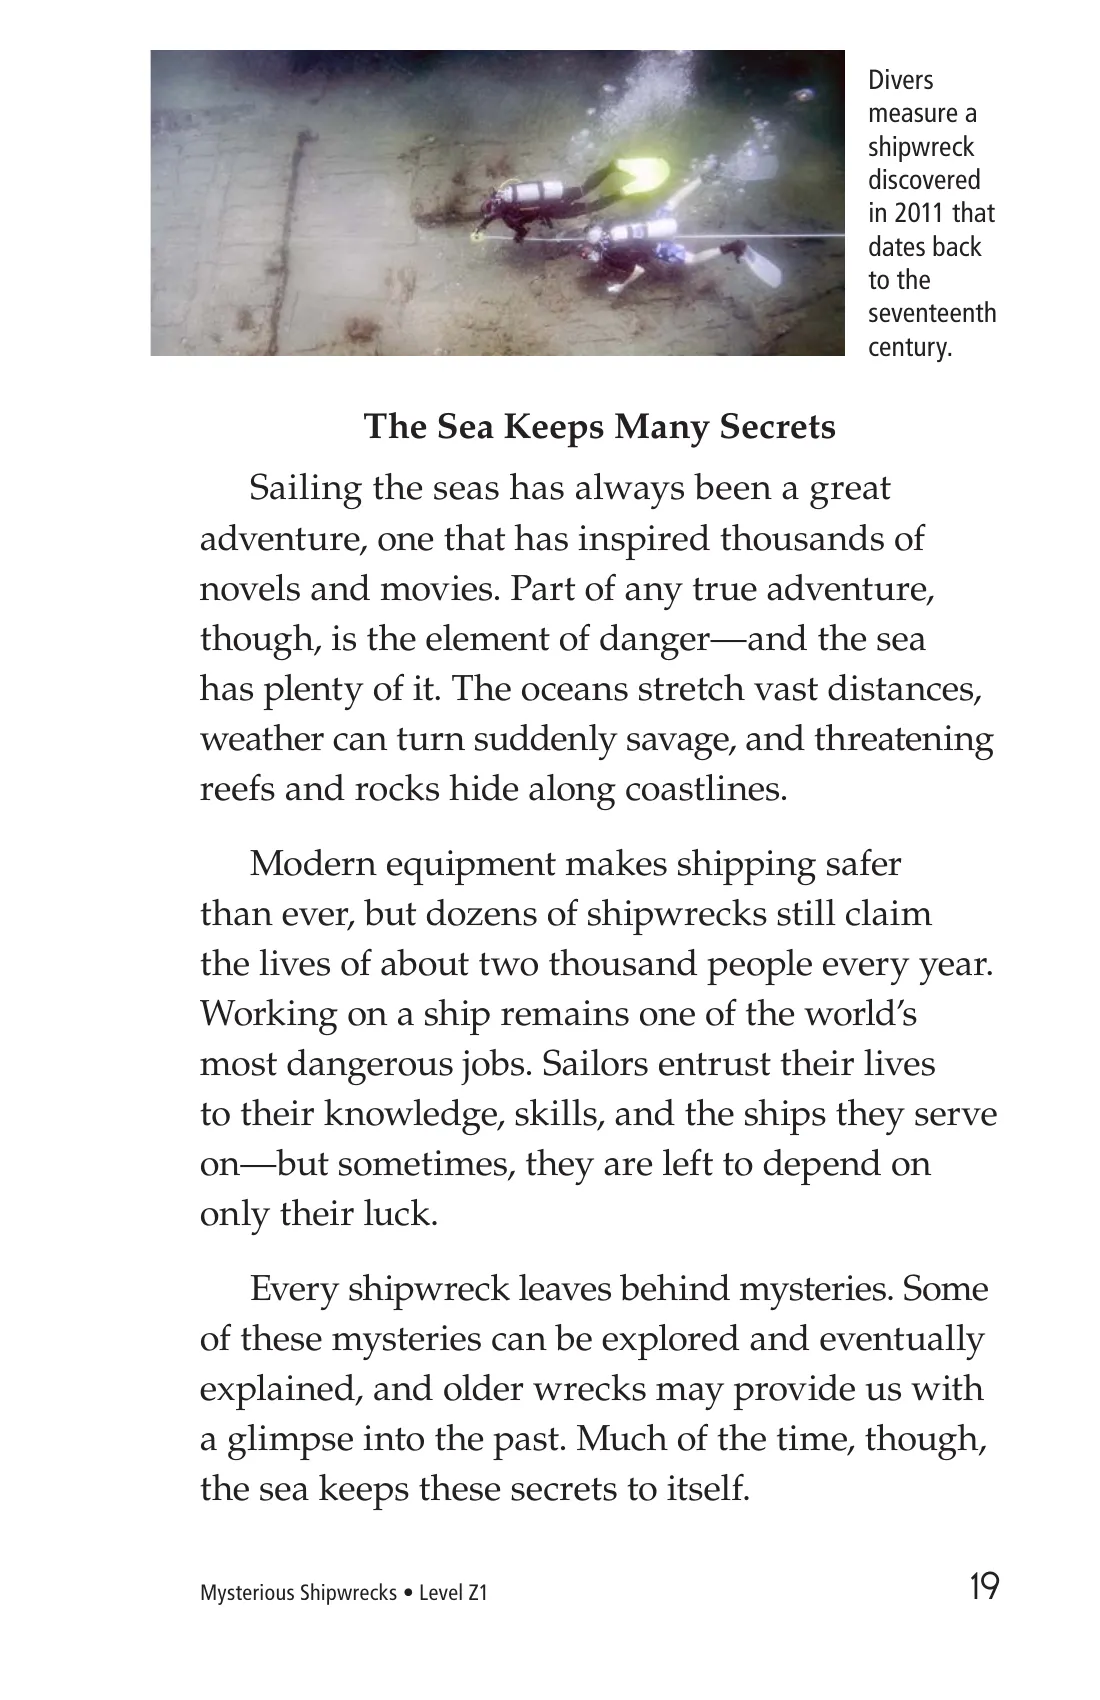 Divers
measure a
shipwreck
discovered
in 2011 that
dates back
to the
seventeenth
century.
The Sea Keeps Many Secrets
Sailing the seas has always been a great
adventure, one that has inspired thousands of
novels and movies. Part of any true adventure,
though, is the element of danger—and the sea
has plenty of it. The oceans stretch vast distances,
weather can turn suddenly savage, and threatening
reefs and rocks hide along coastlines.
Modern equipment makes shipping safer
than ever, but dozens of shipwrecks still claim
the lives of about two thousand people every year.
Working on a ship remains one of the world’s
most dangerous jobs. Sailors entrust their lives
to their knowledge, skills, and the ships they serve
on—but sometimes, they are left to depend on
only their luck.
Every shipwreck leaves behind mysteries. Some
of these mysteries can be explored and eventually
explained, and older wrecks may provide us with
a glimpse into the past. Much of the time, though,
the sea keeps these secrets to itself.
Mysterious Shipwrecks • Level Z1
19